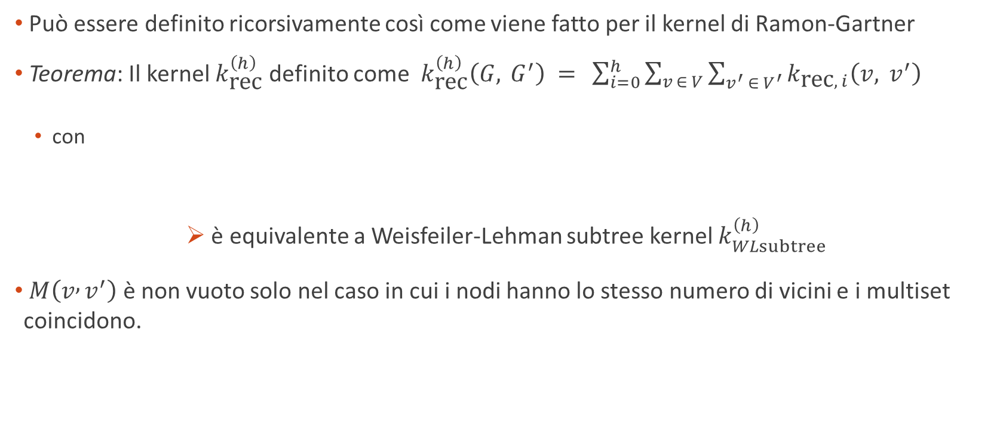 • Può essere definito ricorsivamente così come viene fatto per il kernel di Ramon-Gartner
• Teorema: Il kernel $k_{\text{rec}}^{(h)}$ definito come $k_{\text{rec}}^{(h)}(G, G') = \sum_{i=0}^{h} \sum_{v \in V} \sum_{v' \in V'} k_{\text{rec}, i}(v, v')$
• con
➢ è equivalente a Weisfeiler-Lehman subtree kernel $k_{WL\text{subtree}}^{(h)}$
• $M(v, v')$ è non vuoto solo nel caso in cui i nodi hanno lo stesso numero di vicini e i multiset
coincidono.